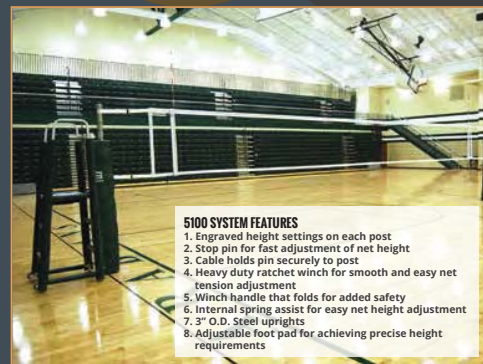 5100 SYSTEM FEATURES
1. Engraved height settings on each post
2. Stop pin for fast adjustment of net height
3. Cable holds pin securely to post
4. Heavy duty ratchet winch for smooth and easy net
tension adjustment
5. Winch handle that folds for added safety
6. Internal spring assist for easy net height adjustment
7. 3” O.D. Steel uprights
8. Adjustable foot pad for achieving precise height
requirements